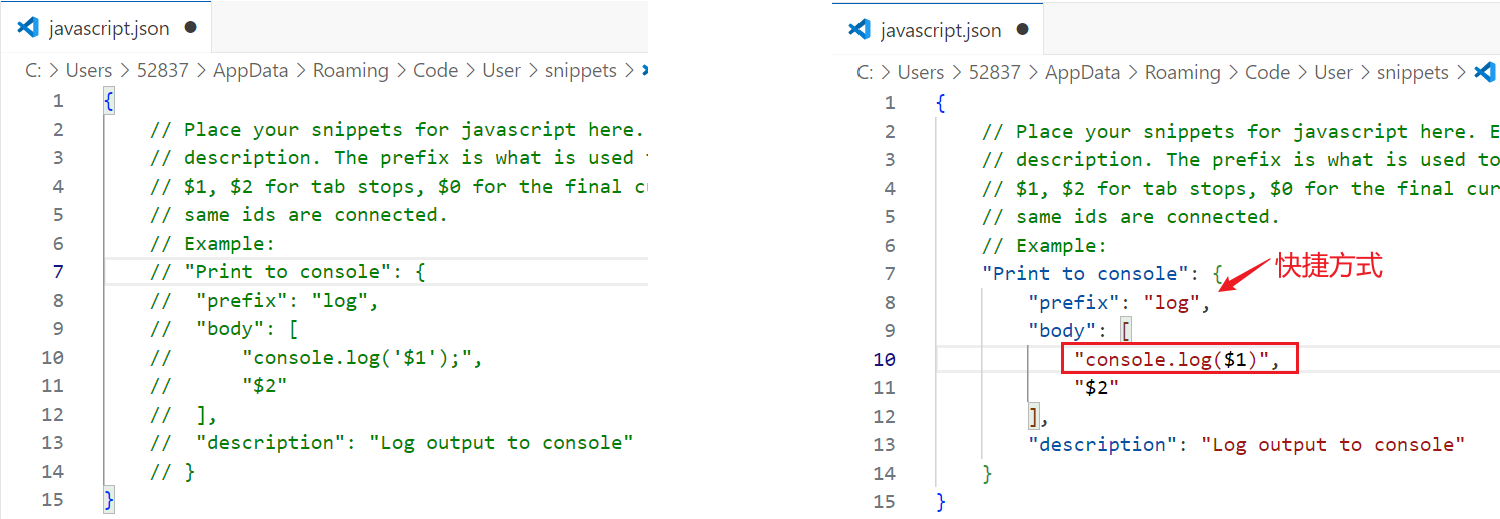 javascript.json
C: > Users > 52837 > AppData > Roaming > Code > User > snippets >
1 {
2 // Place your snippets for javascript here.
3 // description. The prefix is what is used
4 // $1, $2 for tab stops, $0 for the final
5 // same ids are connected.
6 // Example:
7 // "Print to console": {
8 // "prefix": "log",
9 // "body": [
10 // "console.log('$1');",
11 // "$2"
12 // ],
13 // "description": "Log output to console"
14 // }
15 }
javascript.json
C: > Users > 52837 > AppData > Roaming > Code > User > snippets >
1 {
2 // Place your snippets for javascript here. E
3 // description. The prefix is what is used to
4 // $1, $2 for tab stops, $0 for the final cur
5 // same ids are connected.
6 // Example:
7 "Print to console": {
快捷方式
8 "prefix": "log",
9 "body": [
10 "console.log($1)",
11 "$2"
12 ],
13 "description": "Log output to console"
14 }
15 }